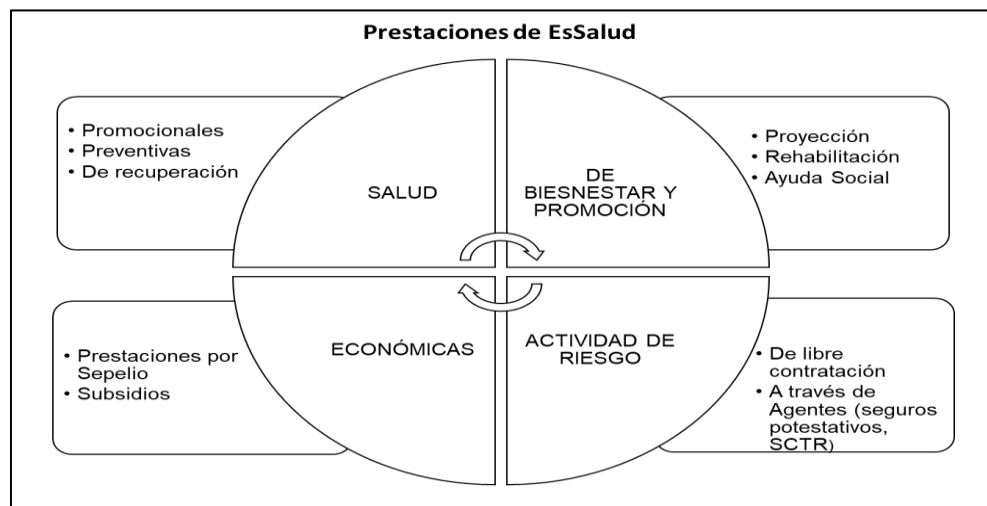 Prestaciones de EsSalud
• Promocionales
• Preventivas
• De recuperación
SALUD
DE
BIESNESTAR Y
PROMOCIÓN
• Proyección
• Rehabilitación
• Ayuda Social
• Prestaciones por
Sepelio
• Subsidios
ECONÓMICAS
ACTIVIDAD DE
RIESGO
• De libre
contratación
• A través de
Agentes (seguros
potestativos,
SCTR)